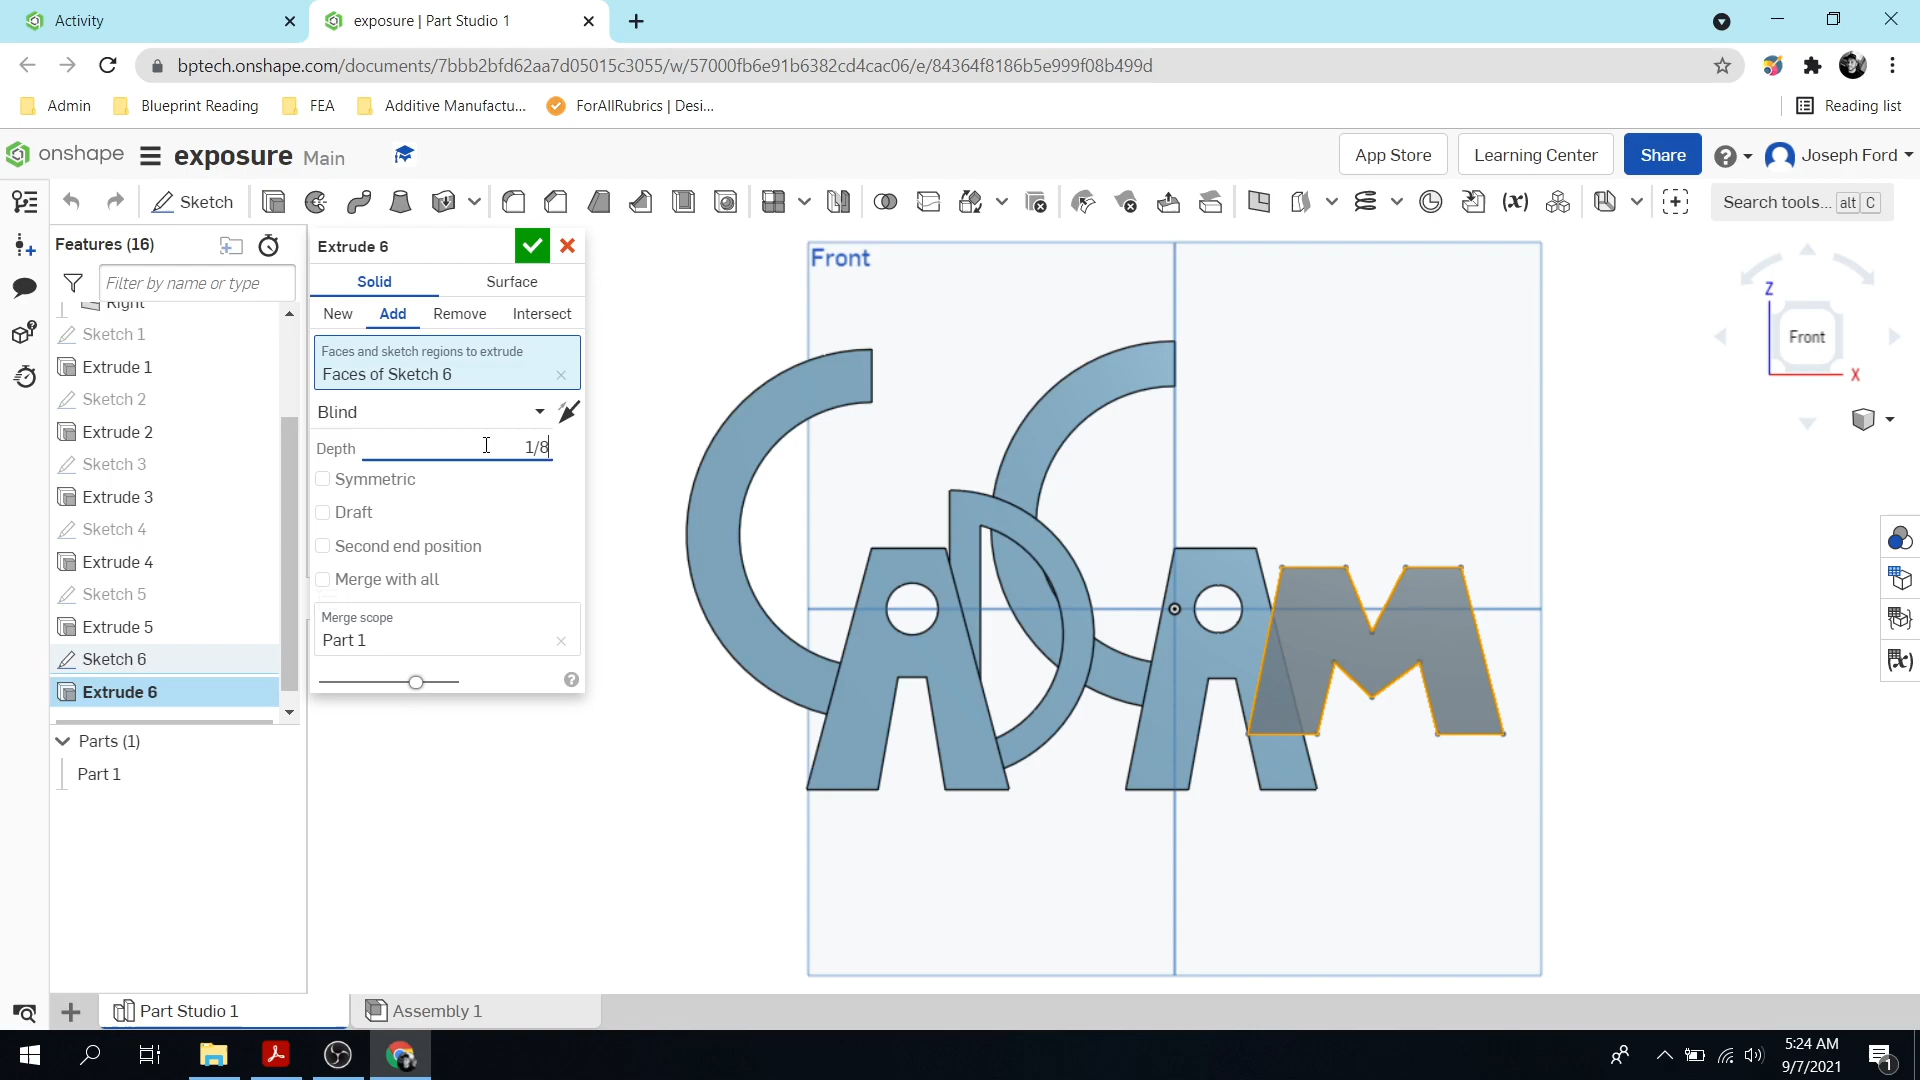 Activity
exposure | Part Studio 1
bptech.onshape.com/documents/7bbb2bfd62aa7d05015c3055/w/57000fb6e91b6382cd4cac06/e/84364f8186b5e999f08b499d
Admin
Blueprint Reading
FEA
Additive Manufactu...
ForAllRubrics | Desi...
Reading list
onshape
exposure Main
App Store
Learning Center
Share
Joseph Ford
Sketch
Search tools... alt C
Features (16)
Filter by name or type
Right
Sketch 1
Extrude 1
Sketch 2
Extrude 2
Sketch 3
Extrude 3
Sketch 4
Extrude 4
Sketch 5
Extrude 5
Sketch 6
Extrude 6
Parts (1)
Part 1
Extrude 6
Solid
Surface
New
Add
Remove
Intersect
Faces and sketch regions to extrude
Faces of Sketch 6
Blind
Depth
1/8
Symmetric
Draft
Second end position
Merge with all
Merge scope
Part 1
Front
Z
Front
X
Part Studio 1
Assembly 1
5:24 AM
9/7/2021
1